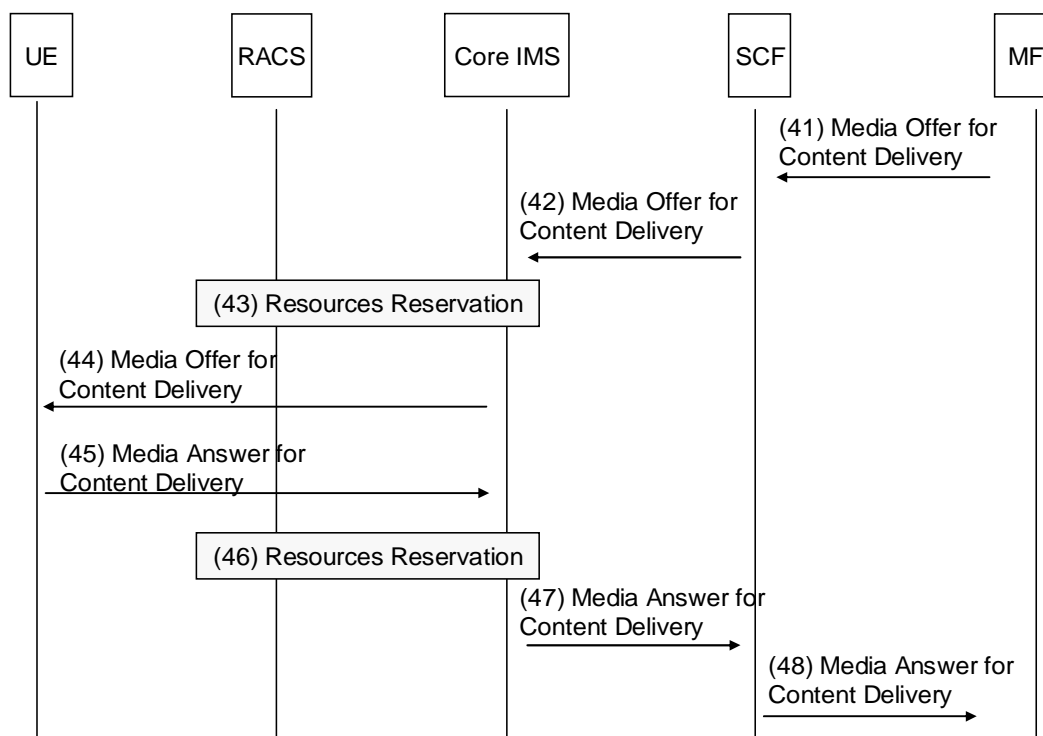 UE
RACS
Core IMS
SCF
MF
(41) Media Offer for
Content Delivery
(42) Media Offer for
Content Delivery
(43) Resources Reservation
(44) Media Offer for
Content Delivery
(45) Media Answer for
Content Delivery
(46) Resources Reservation
(47) Media Answer for
Content Delivery
(48) Media Answer for
Content Delivery